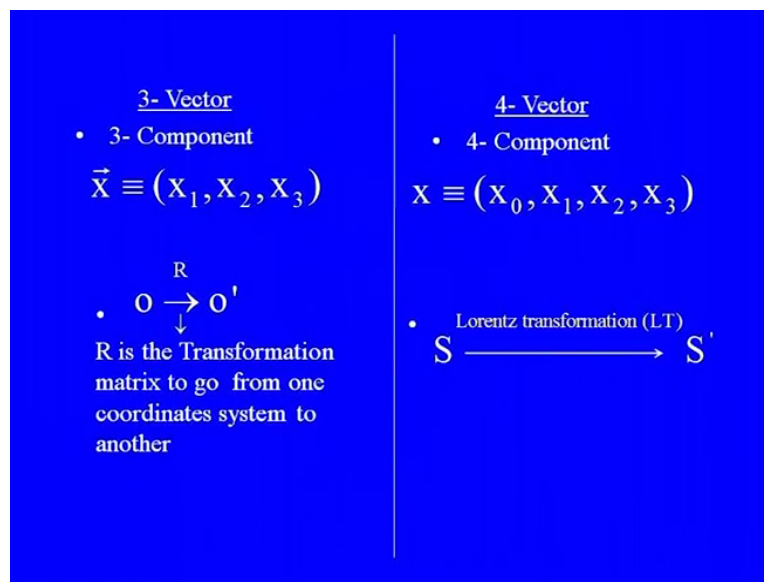 3- Vector
• 3- Component
x⃗ ≡ (x₁, x₂, x₃)
R
• o → o'
↓
R is the Transformation
matrix to go from one
coordinates system to
another
4- Vector
• 4- Component
x ≡ (x₀, x₁, x₂, x₃)
• Lorentz transformation (LT)
S ⟶ S'